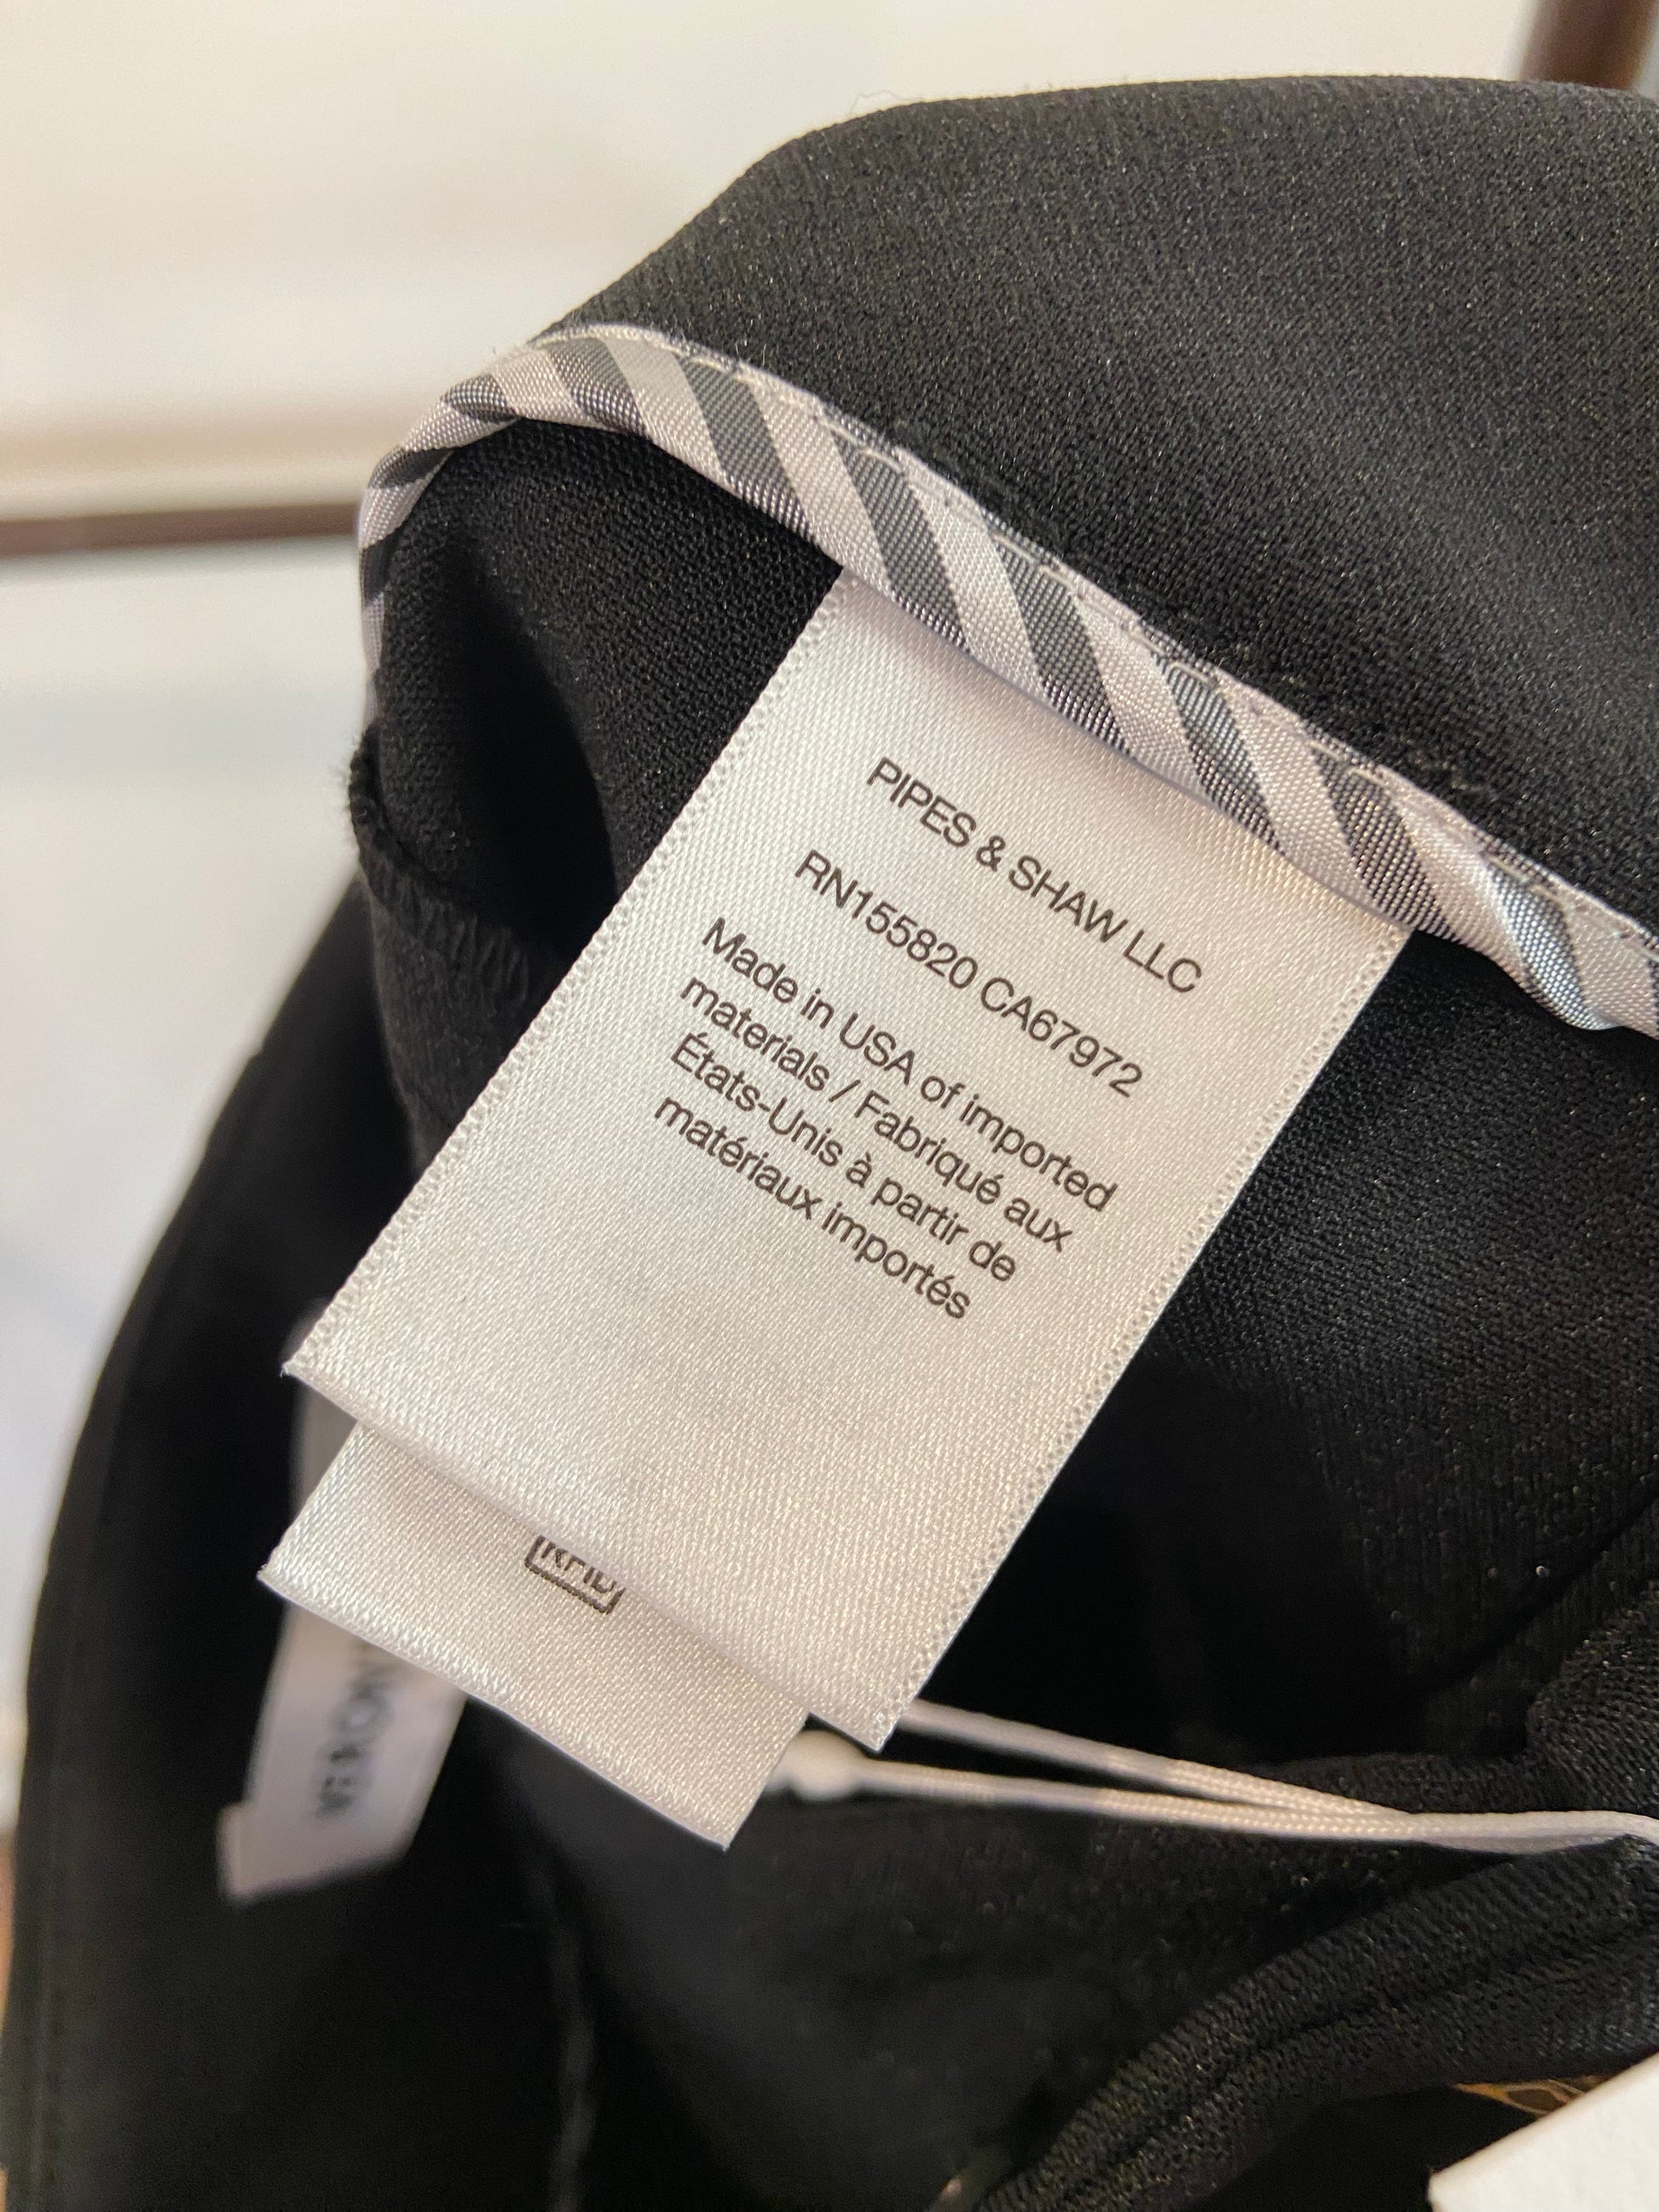 PIPES & SHAW LLC
RN155820 CA67972
Made in USA of imported
materials / Fabriqué aux
États-Unis à partir de
matériaux importés